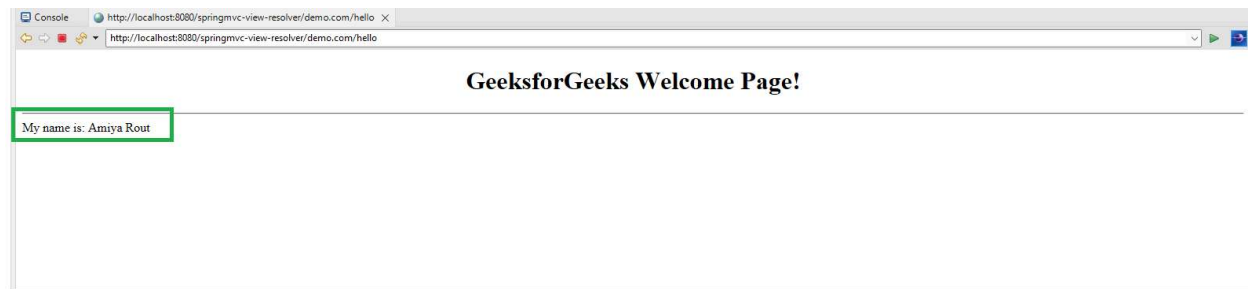 Console http://localhost:8080/springmvc-view-resolver/demo.com/hello
http://localhost:8080/springmvc-view-resolver/demo.com/hello
GeeksforGeeks Welcome Page!
My name is: Amiya Rout